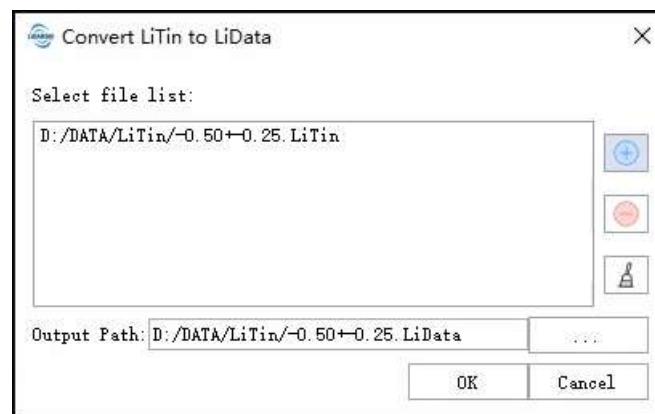 Convert LiTin to LiData
Select file list:
D:/DATA/LiTin/-0.50+-0.25.LiTin
Output Path: D:/DATA/LiTin/-0.50+-0.25.LiData ...
OK Cancel